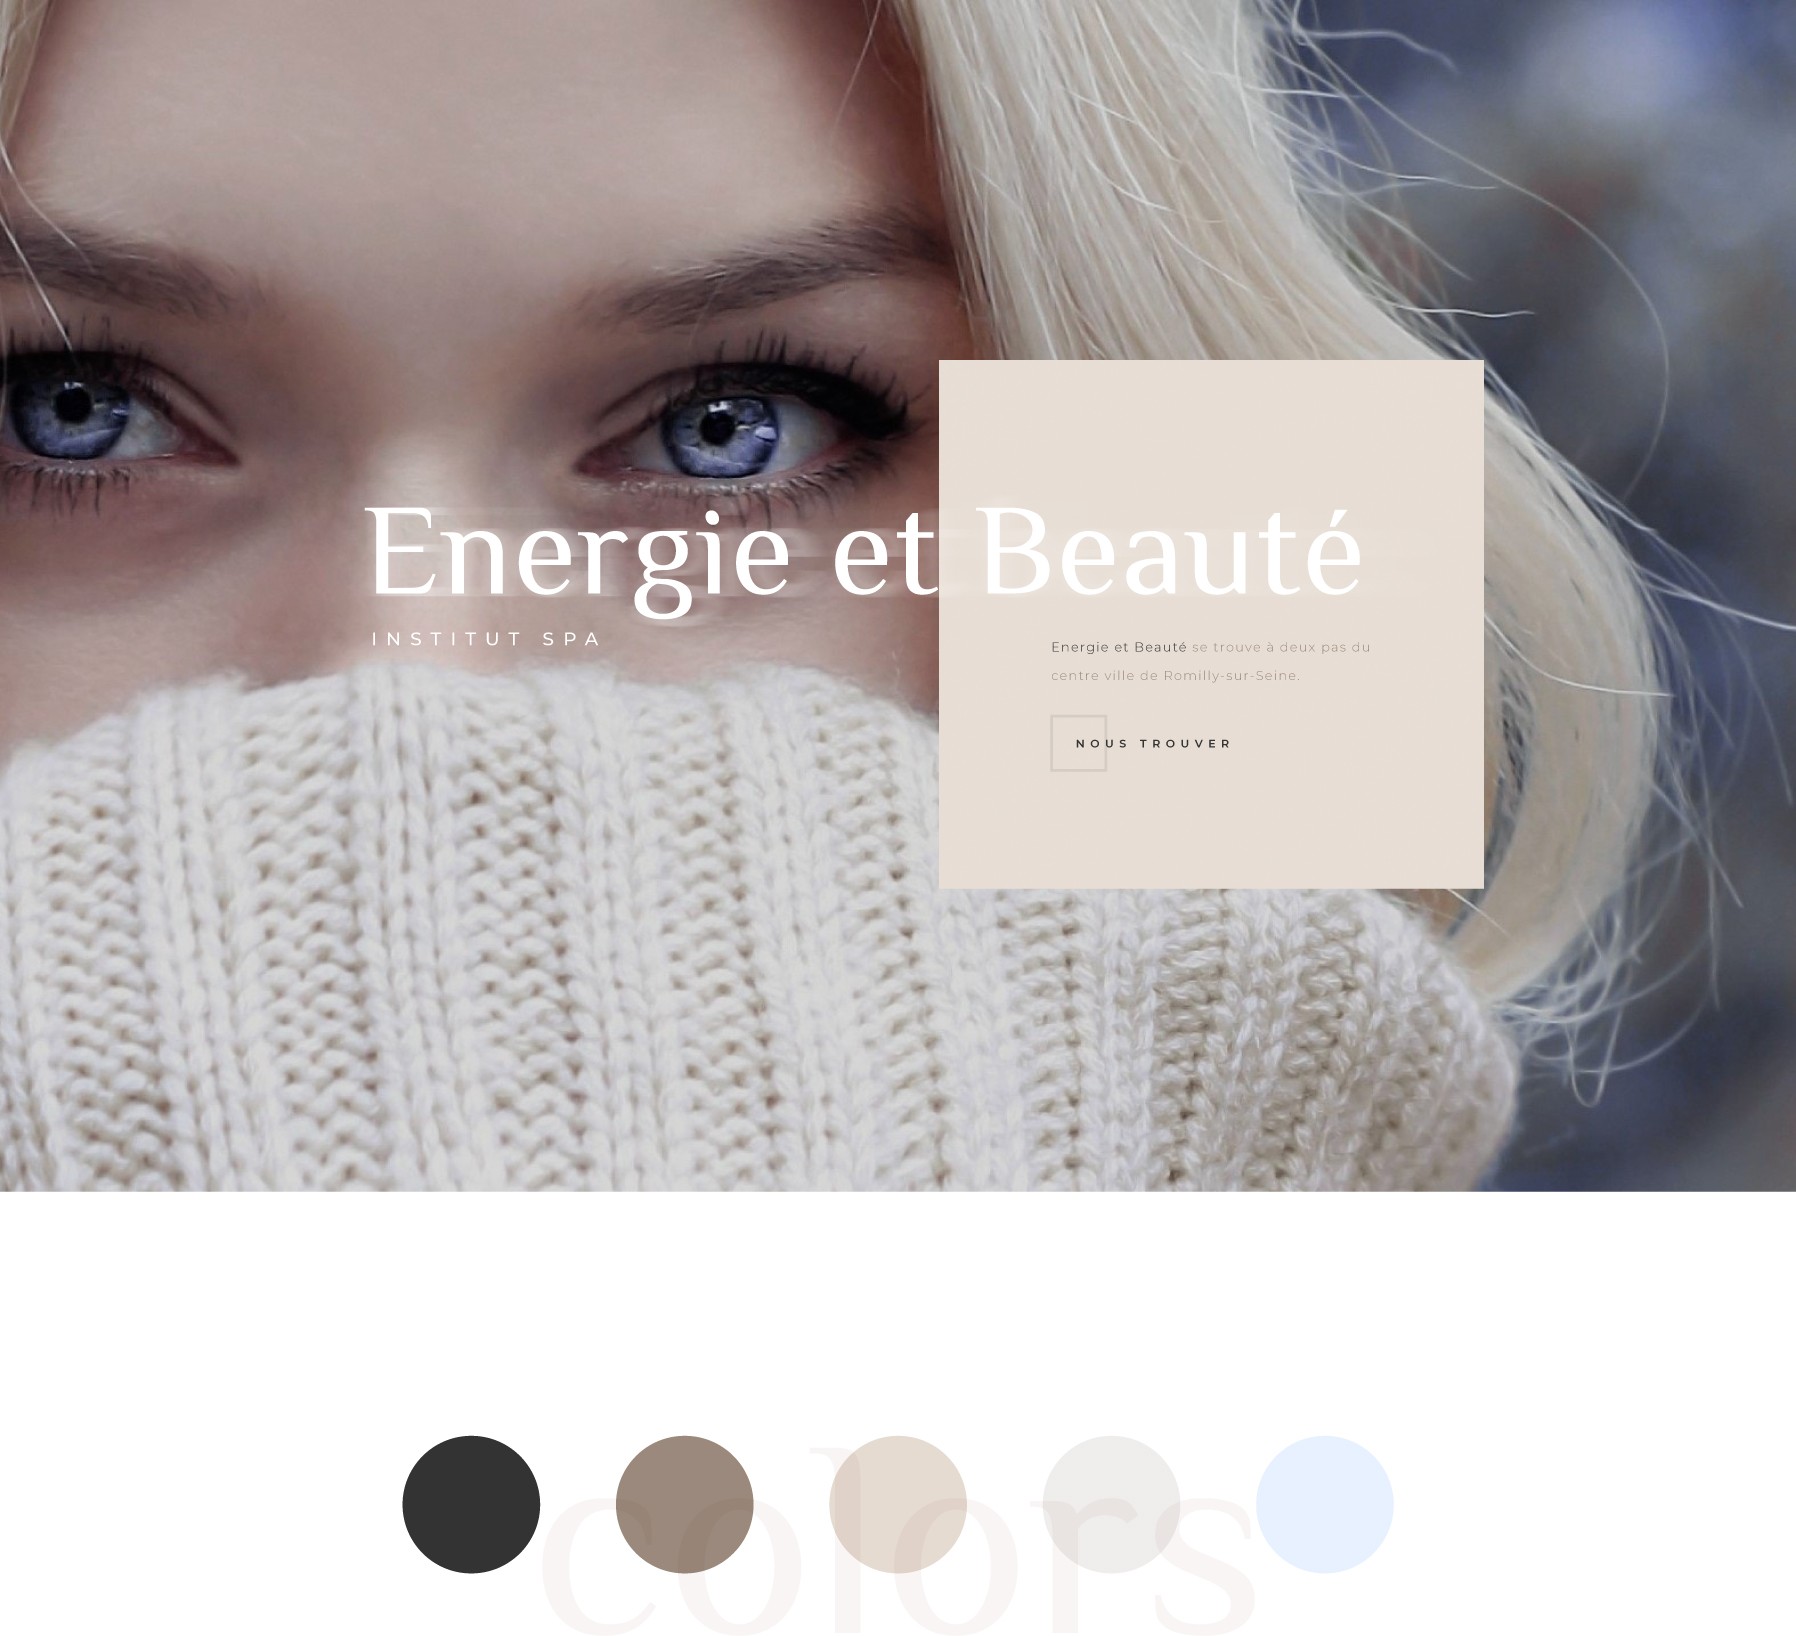 Energie et Beauté
INSTITUT SPA
Energie et Beauté se trouve à deux pas du
centre ville de Romilly-sur-Seine.
NOUS TROUVER
colors